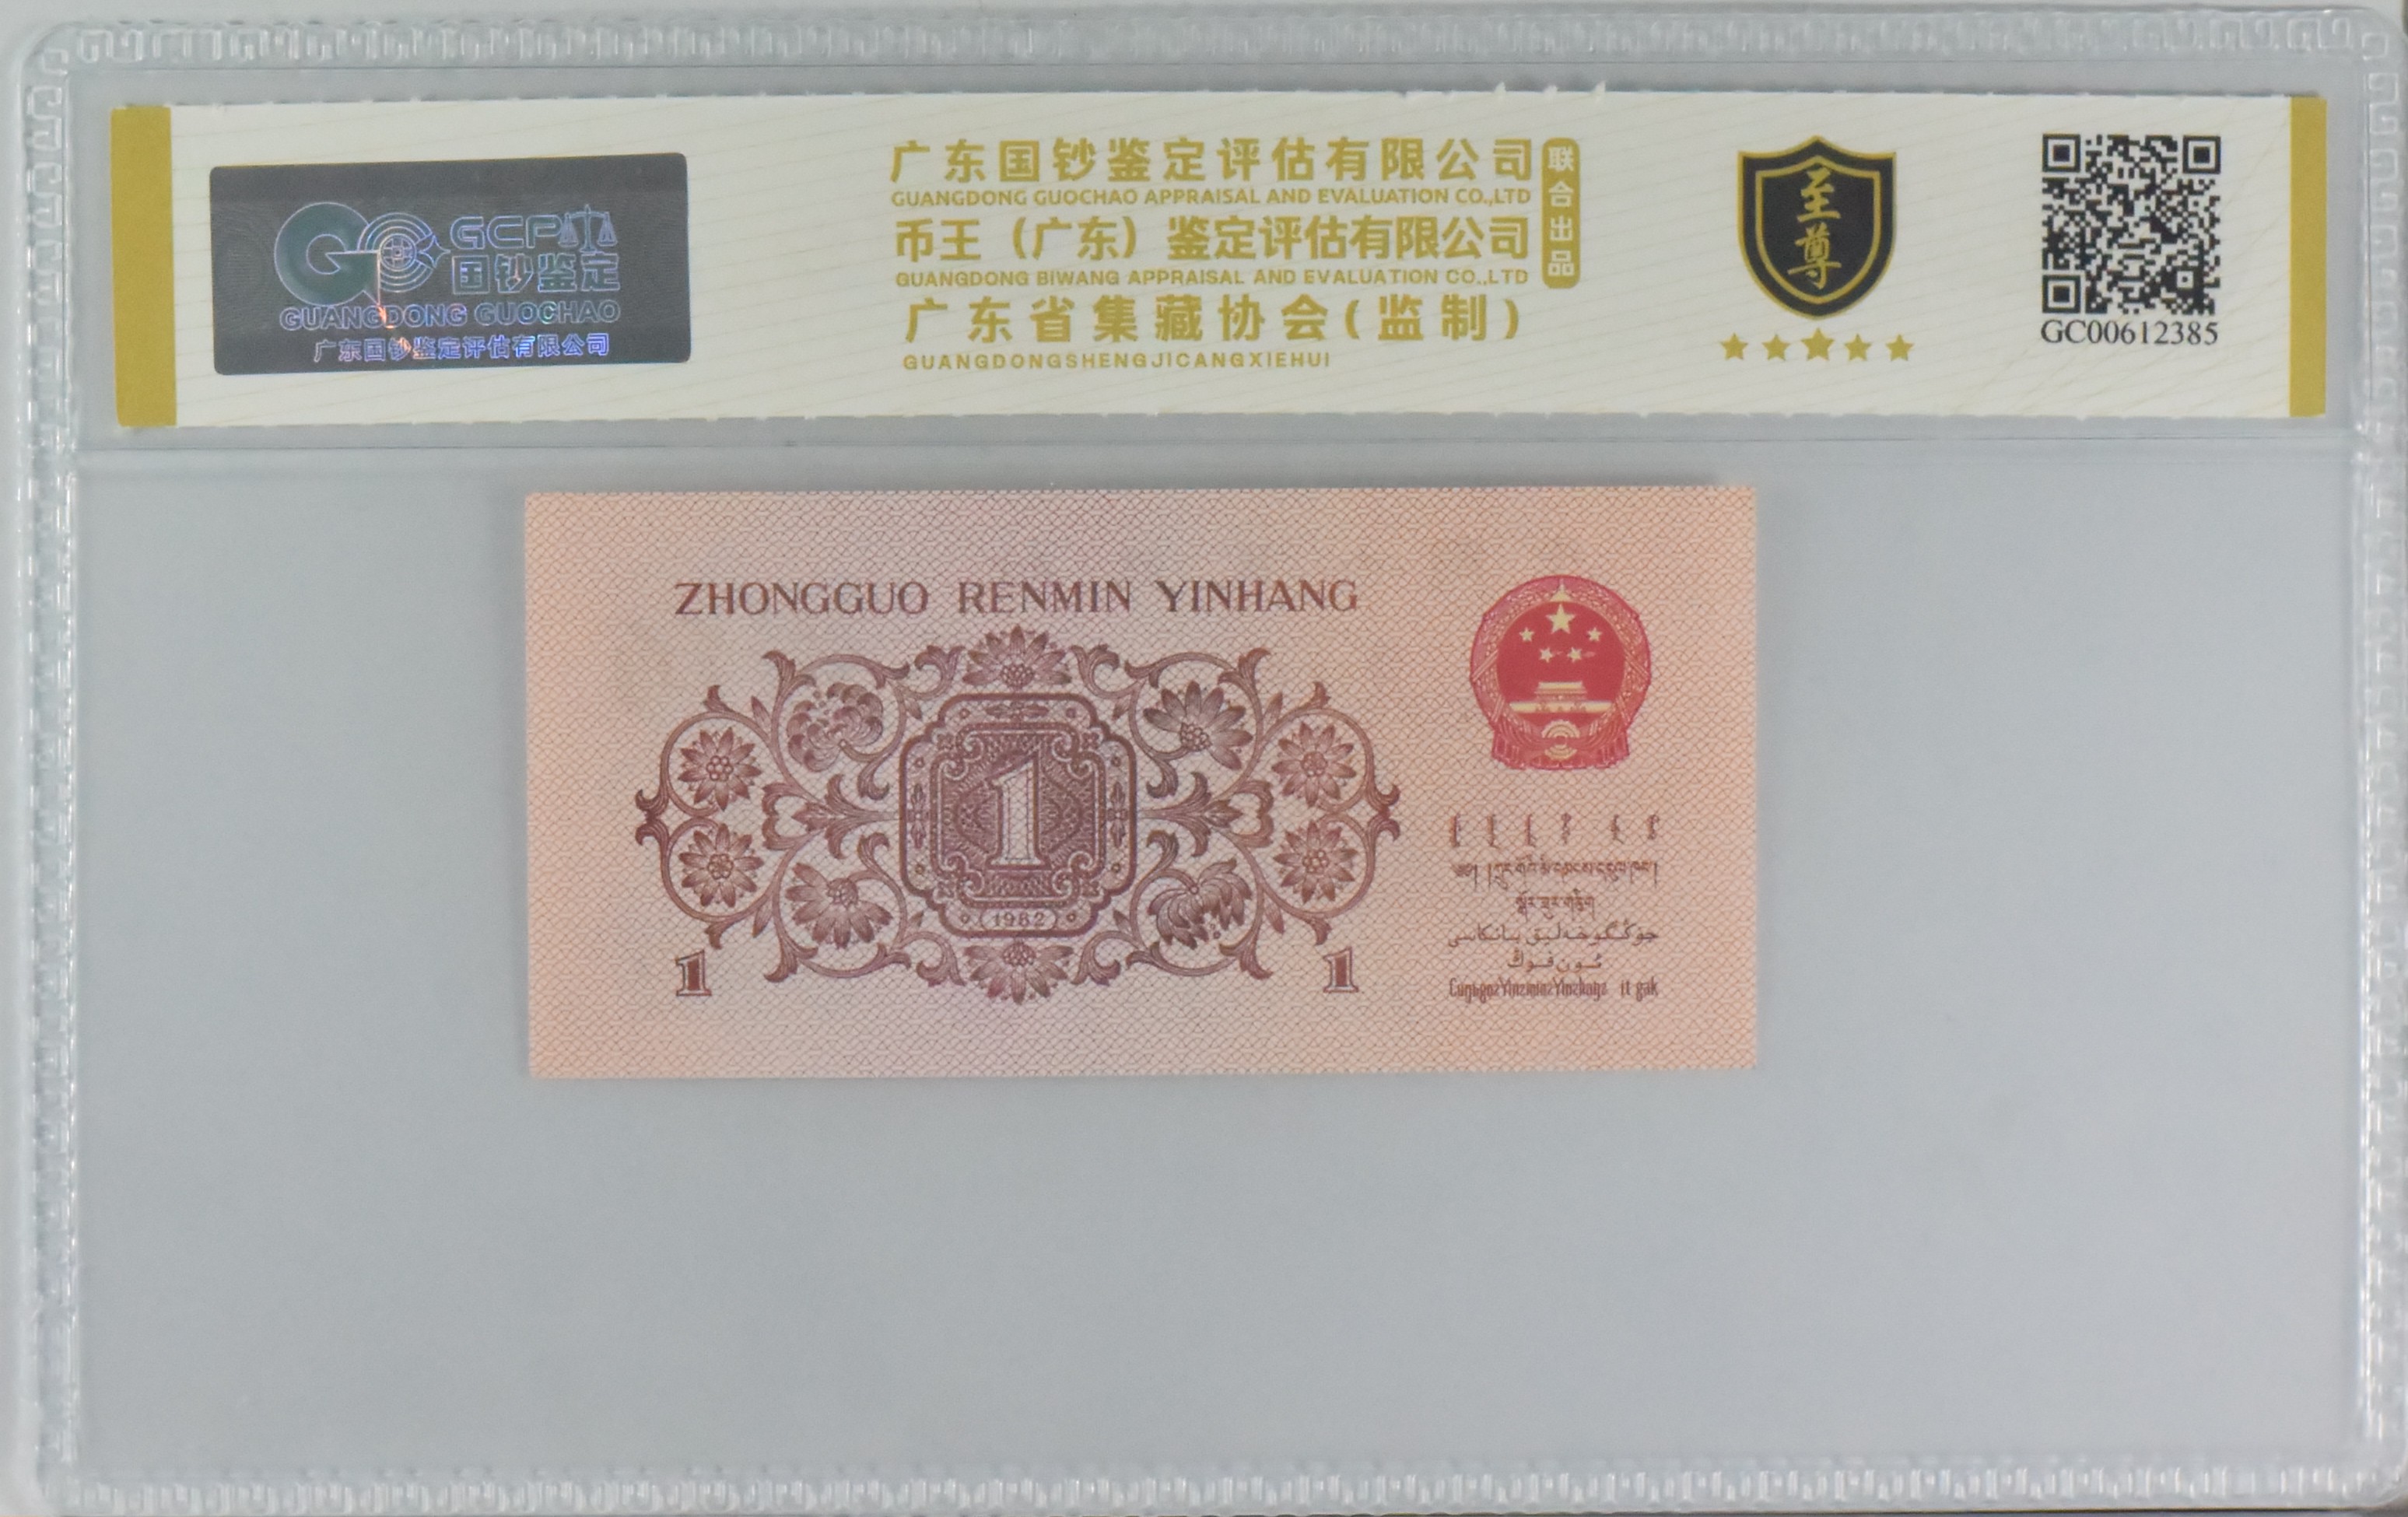 GCP
国钞鉴定
GUANGDONG GUOCHAO
广东国钞鉴定评估有限公司
广东国钞鉴定评估有限公司
GUANGDONG GUOCHAO APPRAISAL AND EVALUATION CO.,LTD
币王（广东）鉴定评估有限公司
GUANGDONG BIWANG APPRAISAL AND EVALUATION CO.,LTD
广东省集藏协会(监制)
GUANGDONGSHENGJICANGXIEHUI
联合出品
至尊
GC00612385
ZHONGGUO RENMIN YINHANG
1
(1962)
1
1